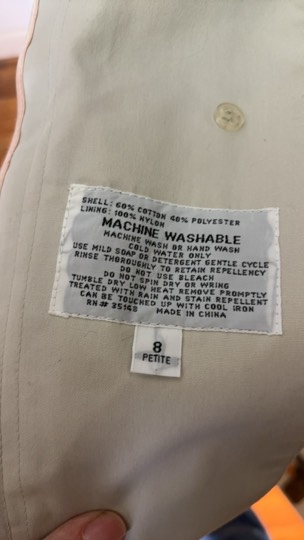 SHELL: 60% COTTON 40% POLYESTER
LINING: 100% NYLON
MACHINE WASHABLE
MACHINE WASH OR HAND WASH
COLD WATER ONLY
USE MILD SOAP OR DETERGENT GENTLE CYCLE
RINSE THOROUGHLY TO RETAIN REPELLENCY
DO NOT USE BLEACH
DO NOT SPIN DRY OR WRING
TUMBLE DRY LOW HEAT REMOVE PROMPTLY
TREATED WITH RAIN AND STAIN REPELLENT
CAN BE TOUCHED UP WITH COOL IRON
RN# 35148 MADE IN CHINA
8
PETITE